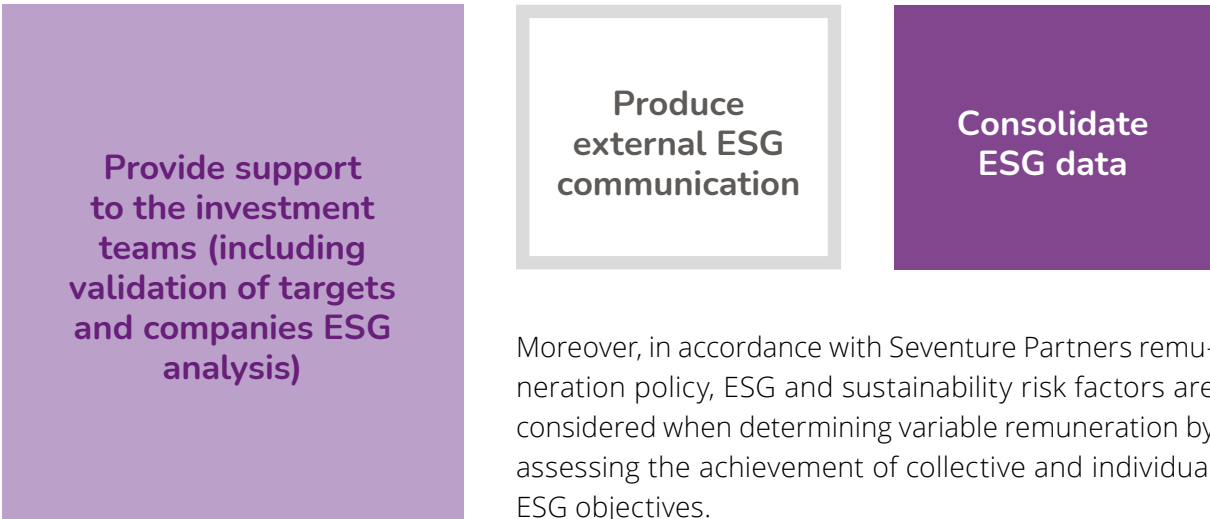 Provide support
to the investment
teams (including
validation of targets
and companies ESG
analysis)
Produce
external ESG
communication
Consolidate
ESG data
Moreover, in accordance with Seventure Partners remu-
neration policy, ESG and sustainability risk factors are
considered when determining variable remuneration by
assessing the achievement of collective and individua
ESG objectives.